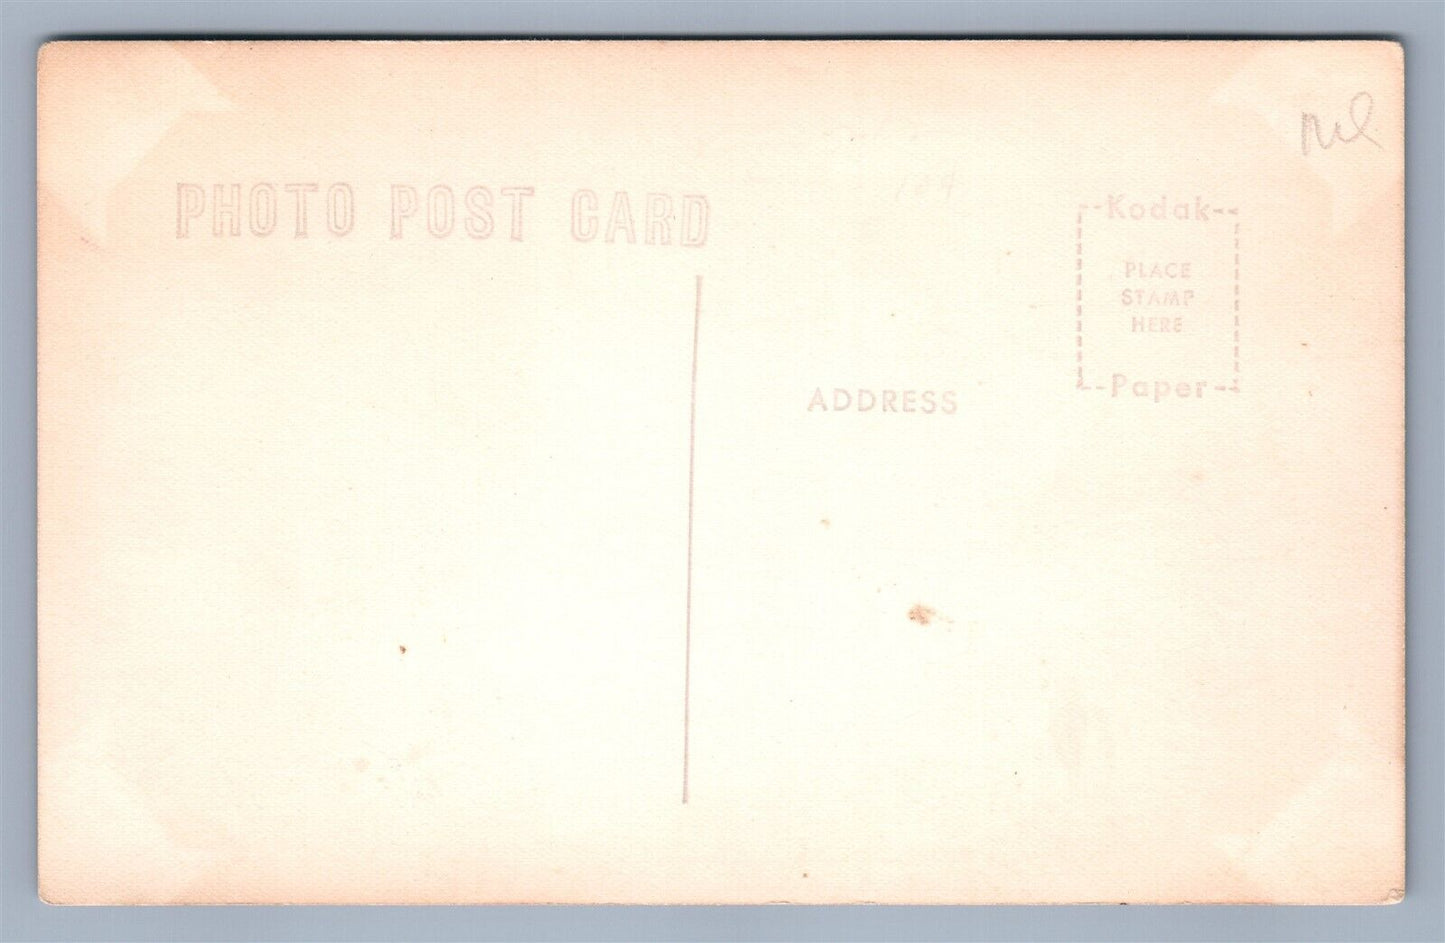 PHOTO POST CARD
Kodak
PLACE
STAMP
HERE
Paper
ADDRESS